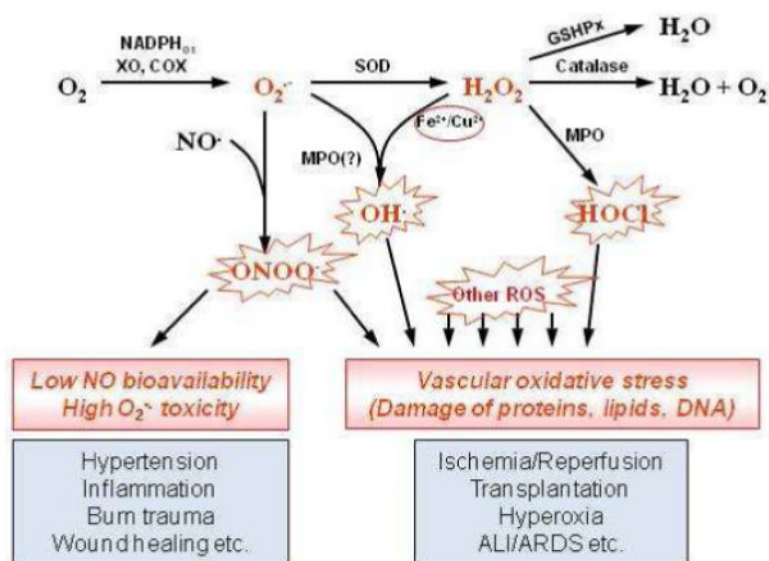 NADPHox
XO, COX
O₂
O₂⁻·
SOD
H₂O₂
GSHPx
H₂O
Catalase
H₂O + O₂
NO·
MPO(?)
Fe²⁺/Cu²⁺
MPO
OH·
HOCl
ONOO⁻
Other ROS
Low NO bioavailability
High O₂⁻· toxicity
Vascular oxidative stress
(Damage of proteins, lipids, DNA)
Hypertension
Inflammation
Burn trauma
Wound healing etc.
Ischemia/Reperfusion
Transplantation
Hyperoxia
ALI/ARDS etc.